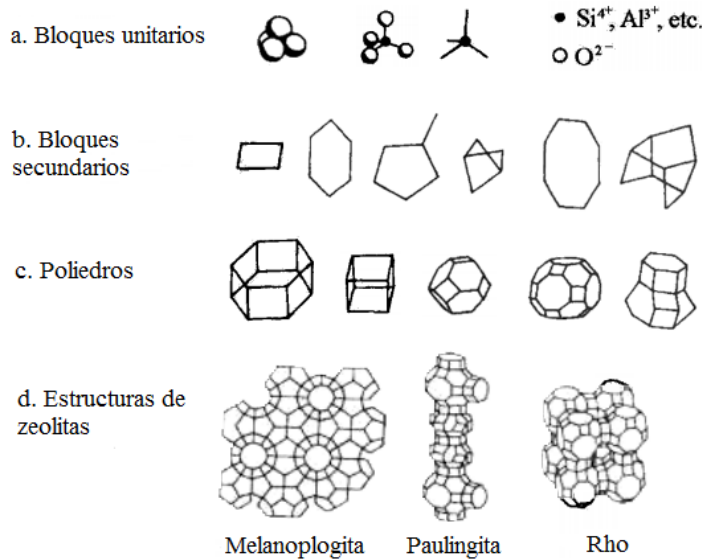 a. Bloques unitarios
• Si⁴⁺, Al³⁺, etc.
O²⁻
b. Bloques
secundarios
c. Poliedros
d. Estructuras de
zeolitas
Melanoplogita Paulingita Rho